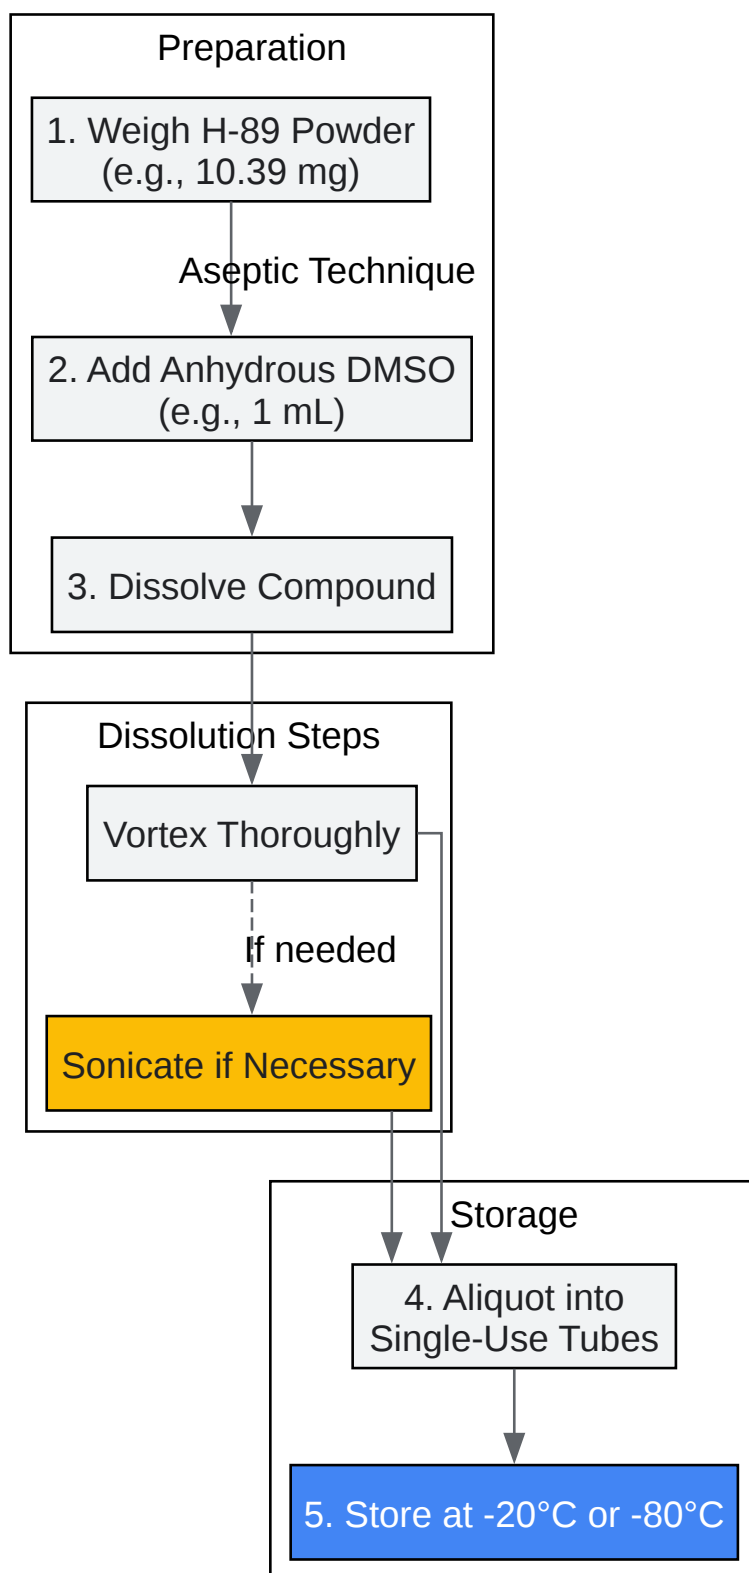 Preparation
1. Weigh H-89 Powder
(e.g., 10.39 mg)
Aseptic Technique
2. Add Anhydrous DMSO
(e.g., 1 mL)
3. Dissolve Compound
Dissolution Steps
Vortex Thoroughly
If needed
Sonicate if Necessary
Storage
4. Aliquot into
Single-Use Tubes
5. Store at -20°C or -80°C